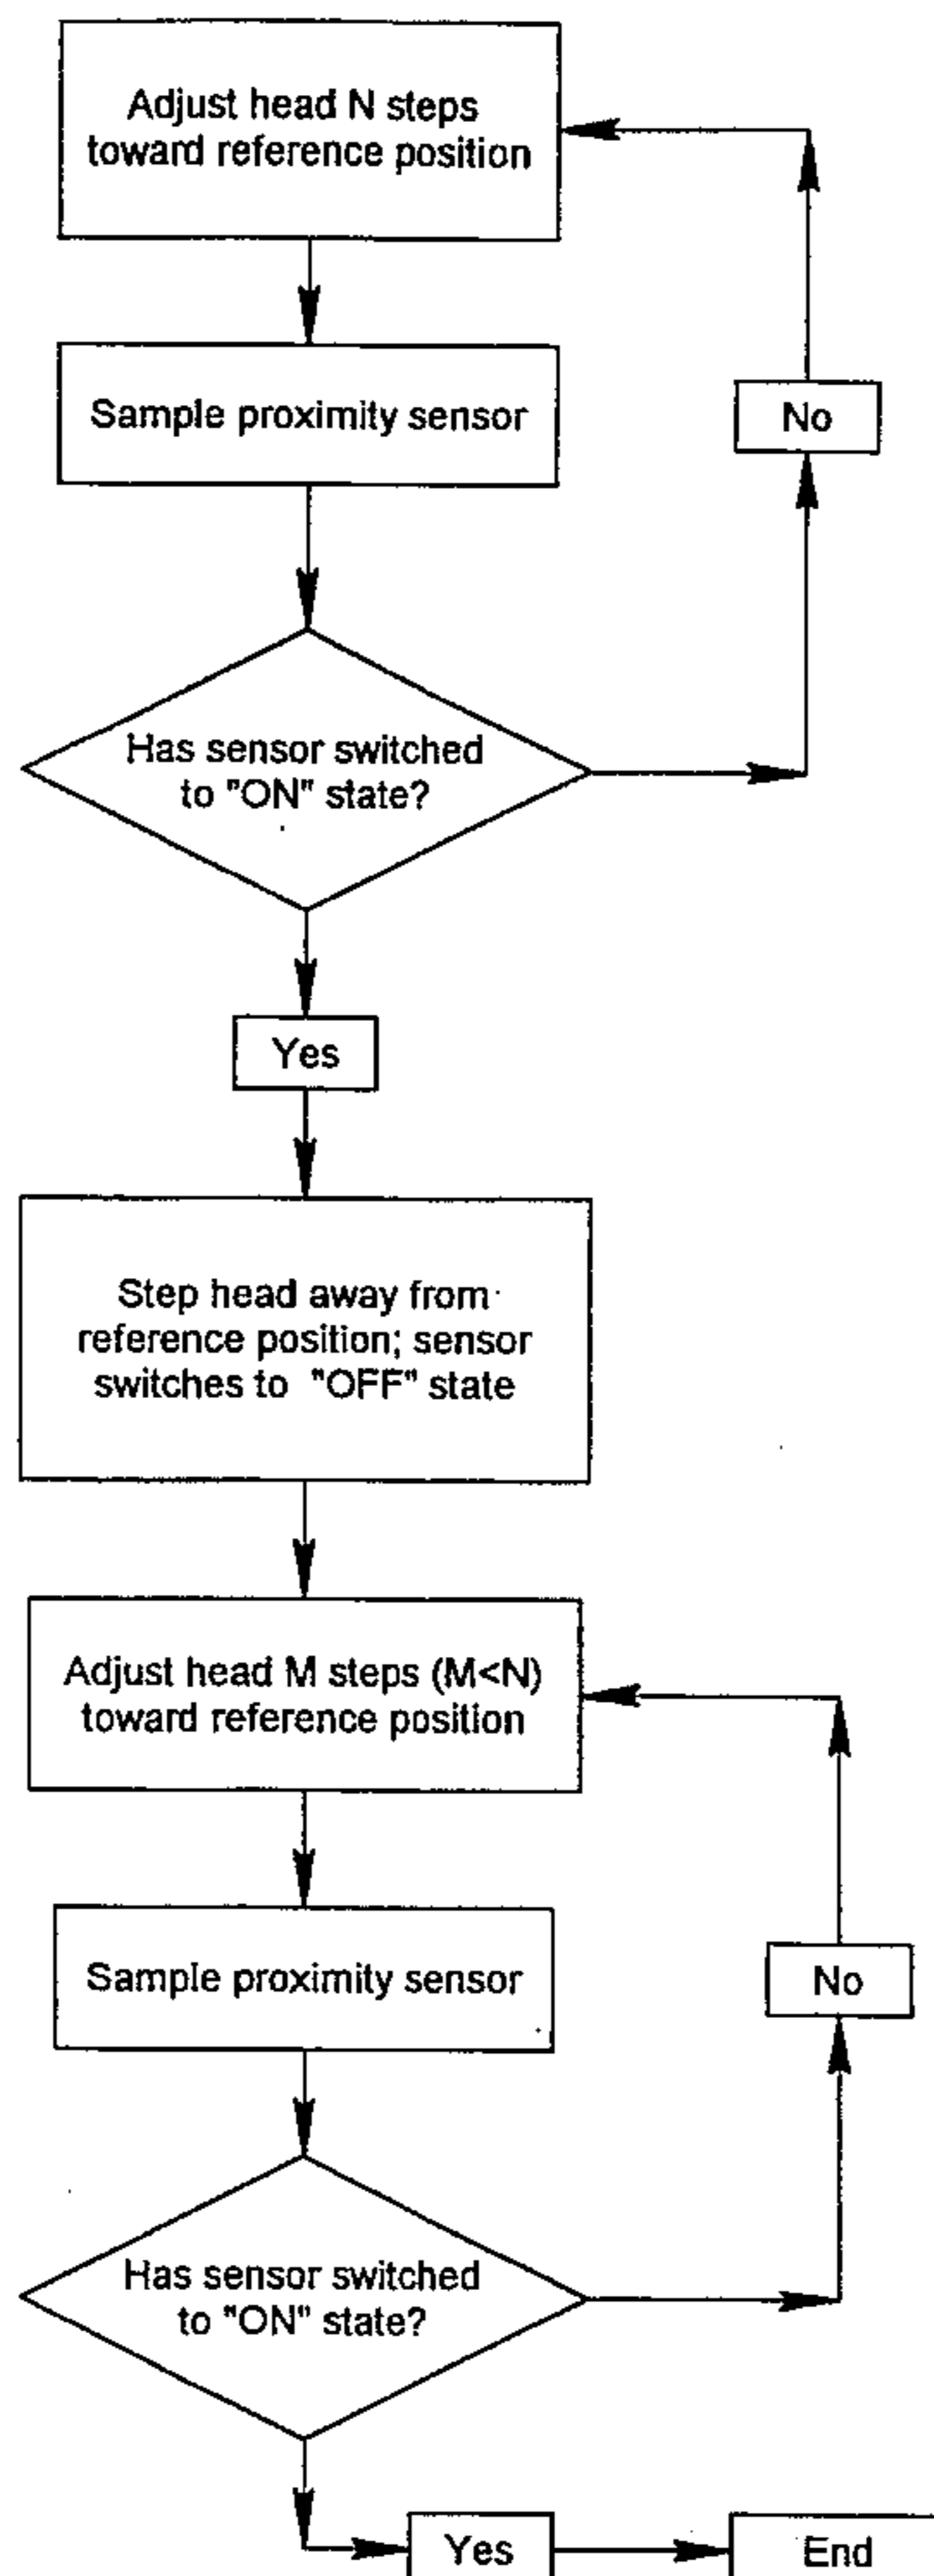 Adjust head N steps
toward reference position
Sample proximity sensor
No
Has sensor switched
to "ON" state?
Yes
Step head away from
reference position; sensor
switches to "OFF" state
Adjust head M steps (M<N)
toward reference position
Sample proximity sensor
No
Has sensor switched
to "ON" state?
Yes
End